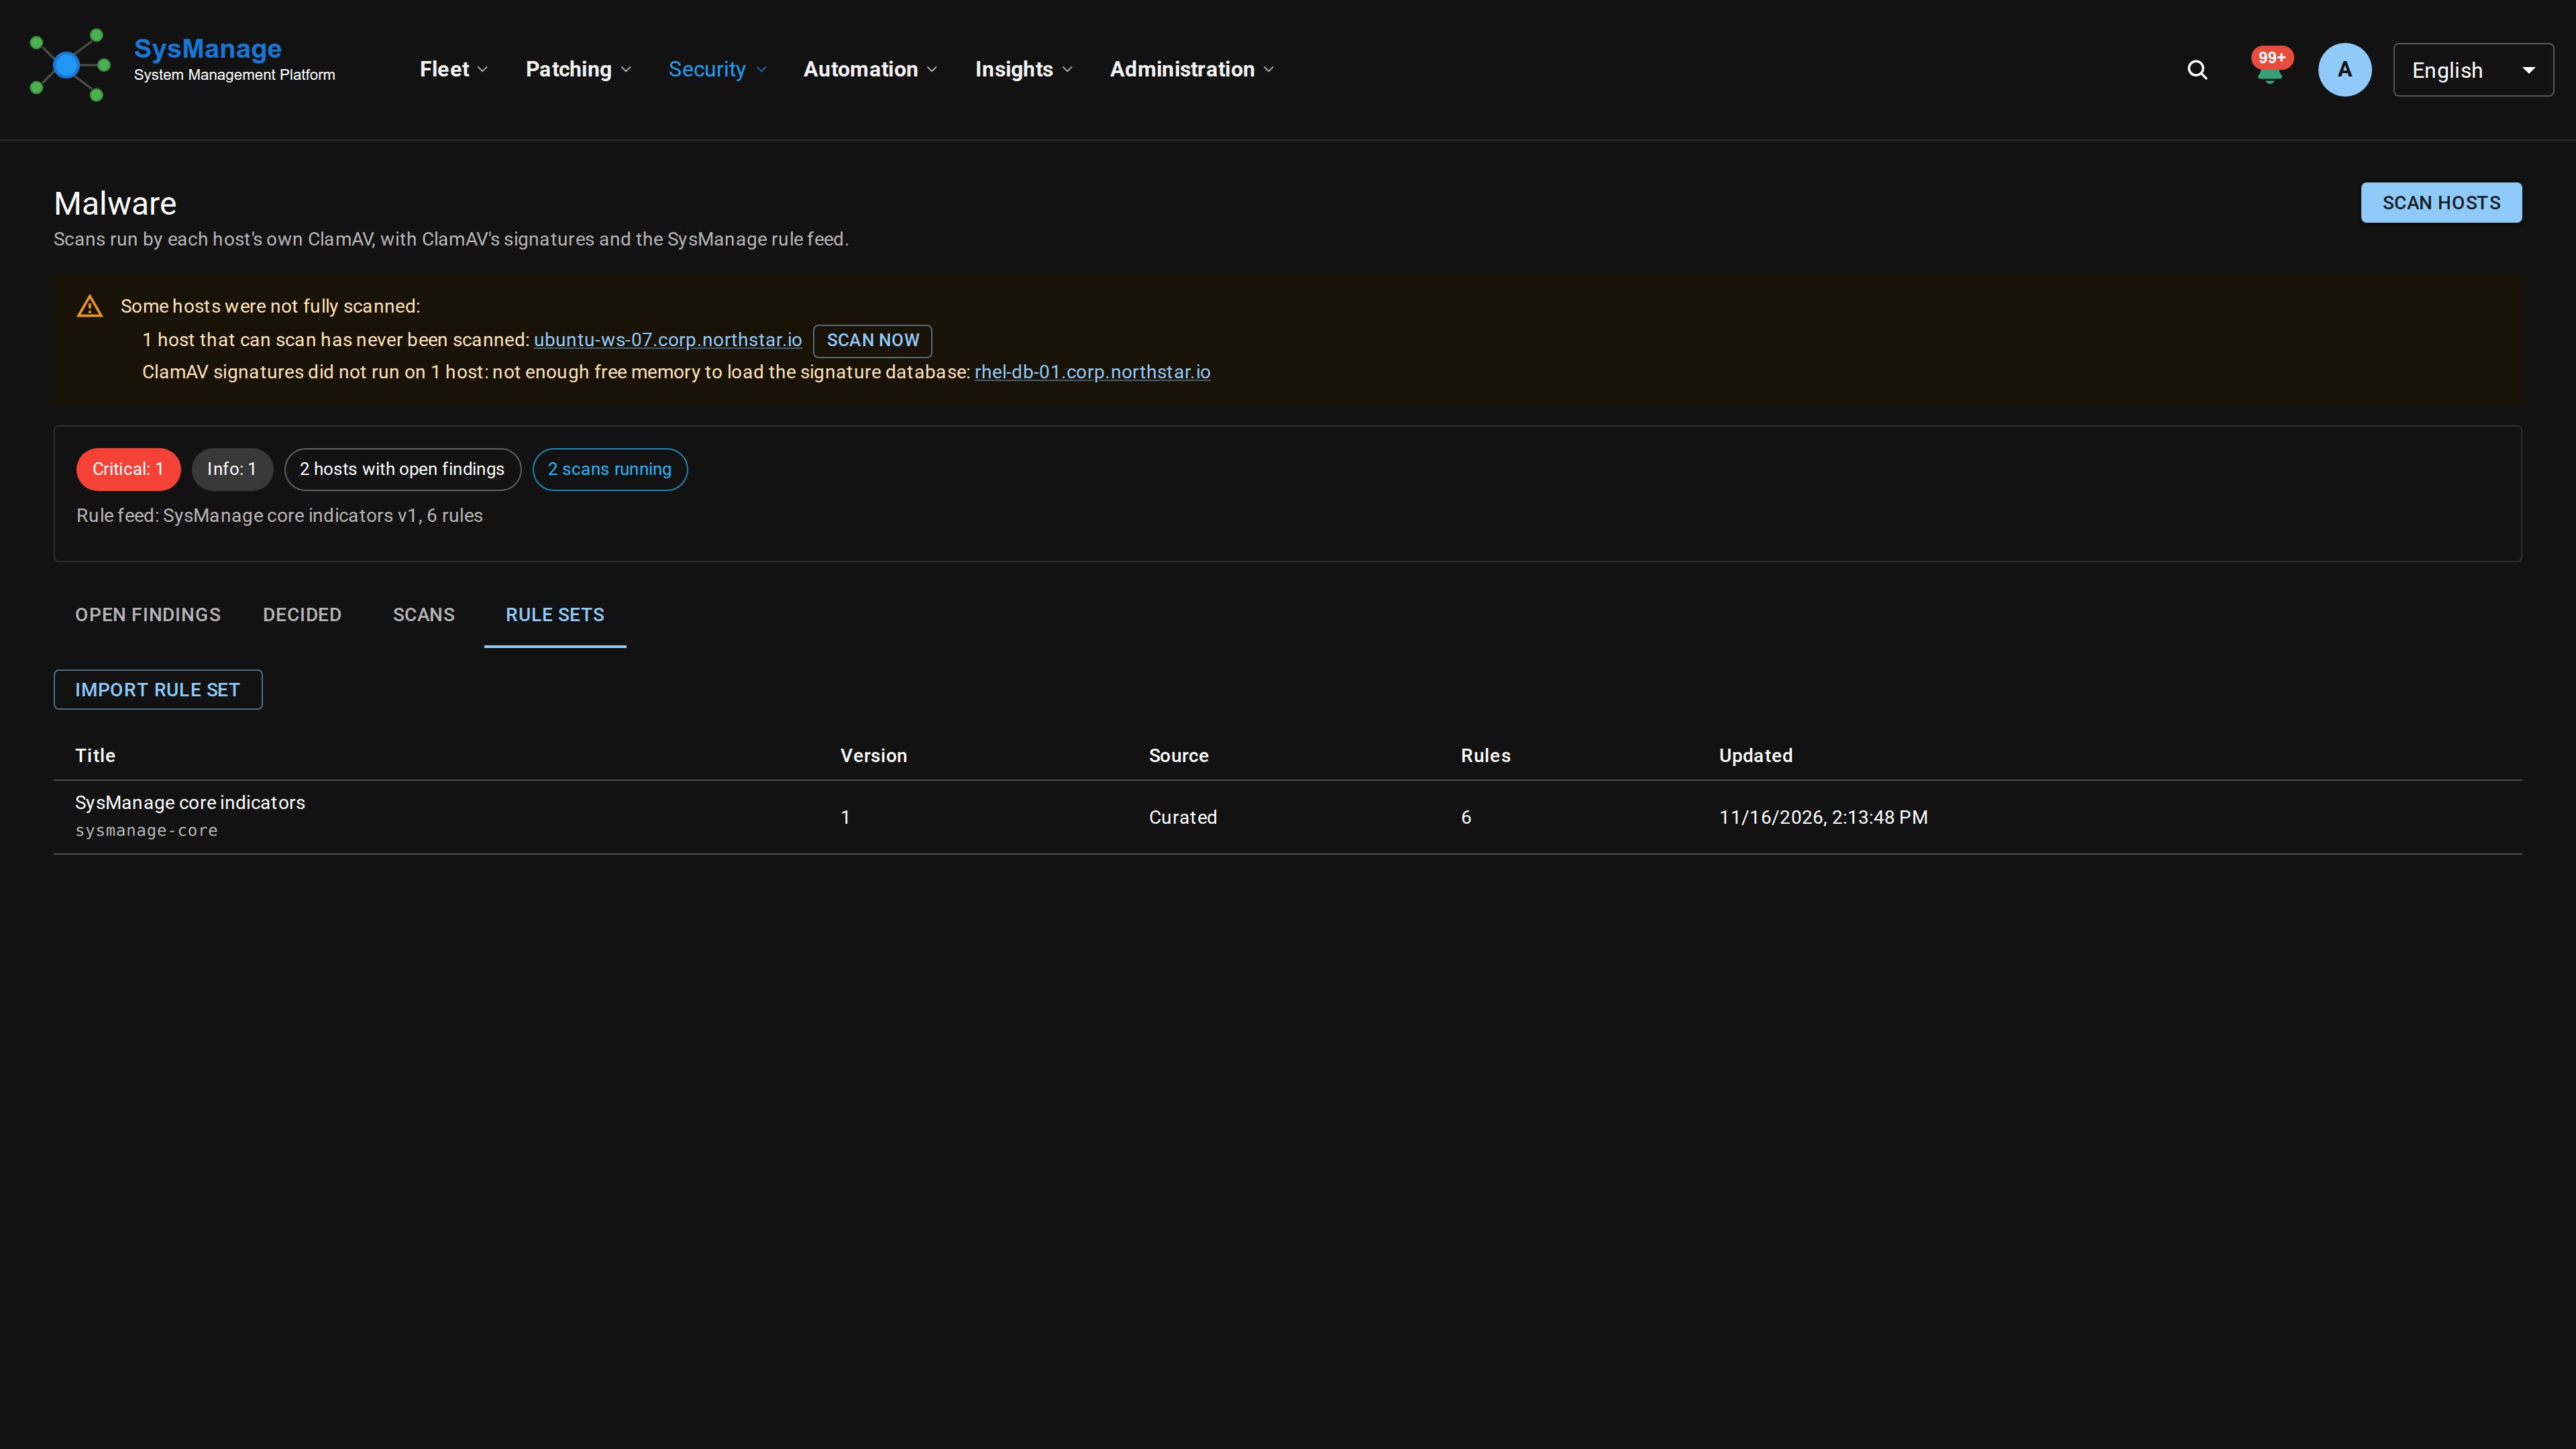 SysManage
System Management Platform
Fleet
Patching
Security
Automation
Insights
Administration
99+
A
English
Malware
SCAN HOSTS
Scans run by each host's own ClamAV, with ClamAV's signatures and the SysManage rule feed.
Some hosts were not fully scanned:
1 host that can scan has never been scanned: ubuntu-ws-07.corp.northstar.io SCAN NOW
ClamAV signatures did not run on 1 host: not enough free memory to load the signature database: rhel-db-01.corp.northstar.io
Critical: 1
Info: 1
2 hosts with open findings
2 scans running
Rule feed: SysManage core indicators v1, 6 rules
OPEN FINDINGS
DECIDED
SCANS
RULE SETS
IMPORT RULE SET
Title Version Source Rules Updated
SysManage core indicators
sysmanage-core
1 Curated 6 11/16/2026, 2:13:48 PM